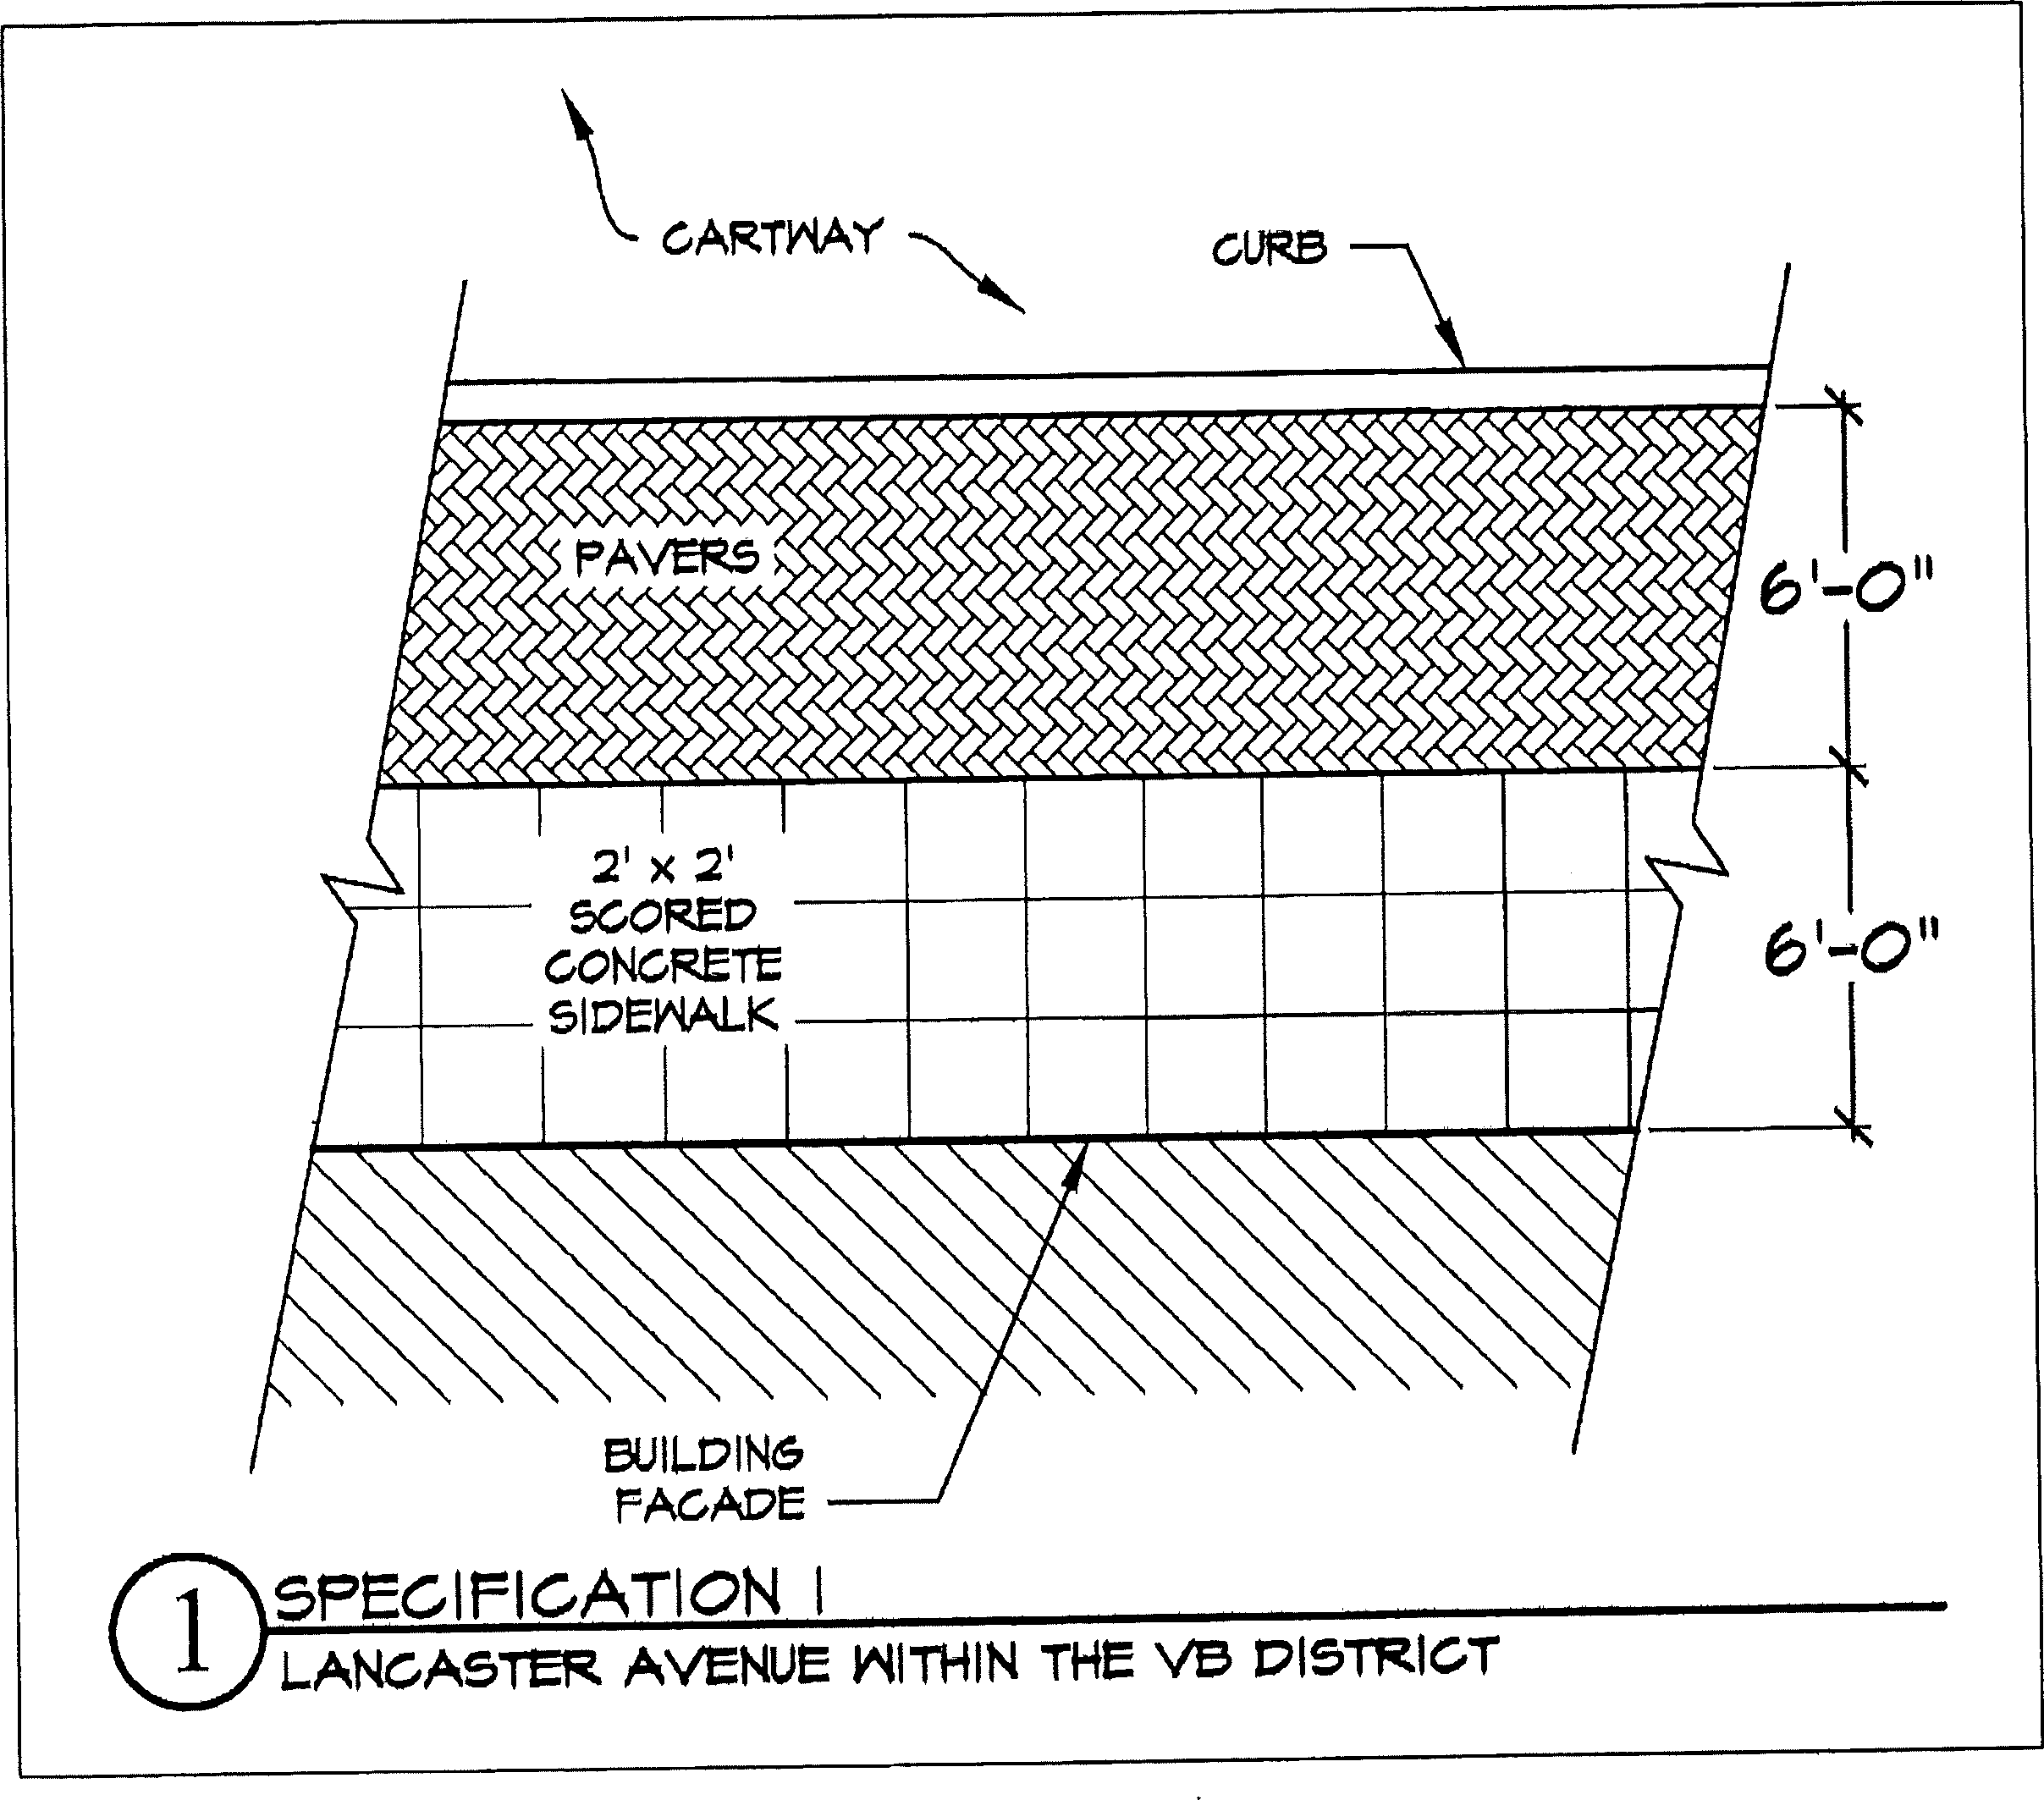 CARTWAY
CURB
PAVERS
6'-0"
2' x 2'
SCORED
CONCRETE
SIDEWALK
6'-0"
BUILDING
FACADE
1
SPECIFICATION 1
LANCASTER AVENUE WITHIN THE VB DISTRICT